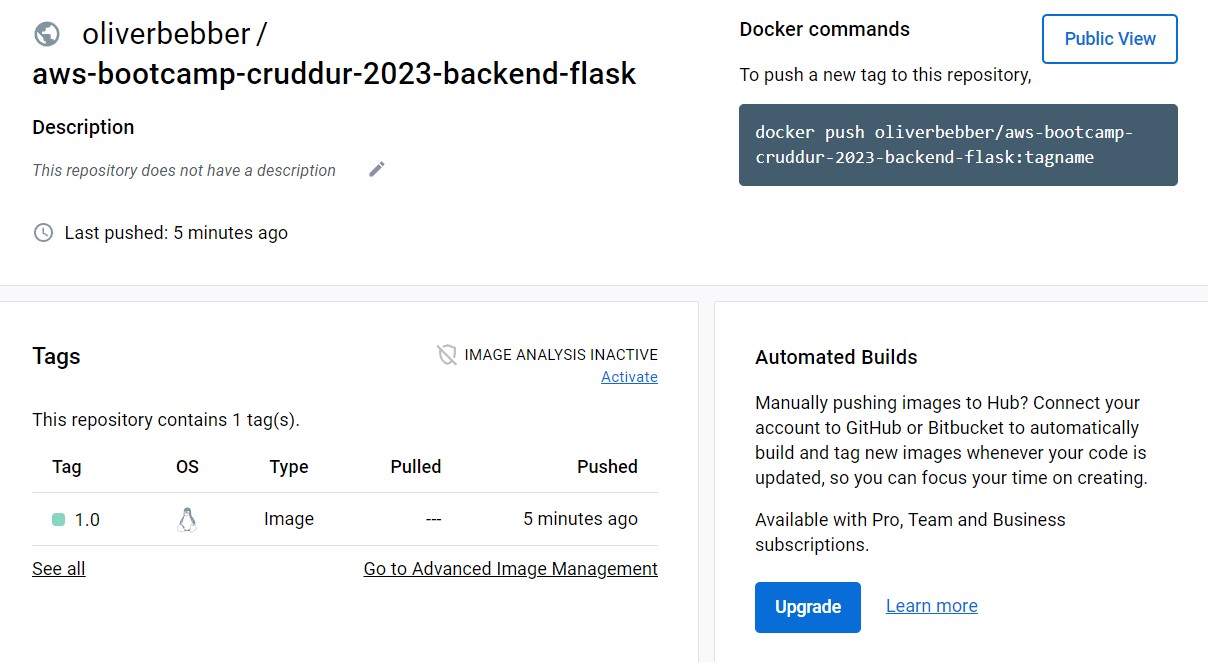 oliverbebber /
aws-bootcamp-cruddur-2023-backend-flask
Description
This repository does not have a description
Last pushed: 5 minutes ago
Docker commands
Public View
To push a new tag to this repository,
docker push oliverbebber/aws-bootcamp-
cruddur-2023-backend-flask:tagname
Tags
IMAGE ANALYSIS INACTIVE
Activate
This repository contains 1 tag(s).
Tag OS Type Pulled Pushed
1.0 Image --- 5 minutes ago
See all Go to Advanced Image Management
Automated Builds
Manually pushing images to Hub? Connect your
account to GitHub or Bitbucket to automatically
build and tag new images whenever your code is
updated, so you can focus your time on creating.
Available with Pro, Team and Business
subscriptions.
Upgrade Learn more